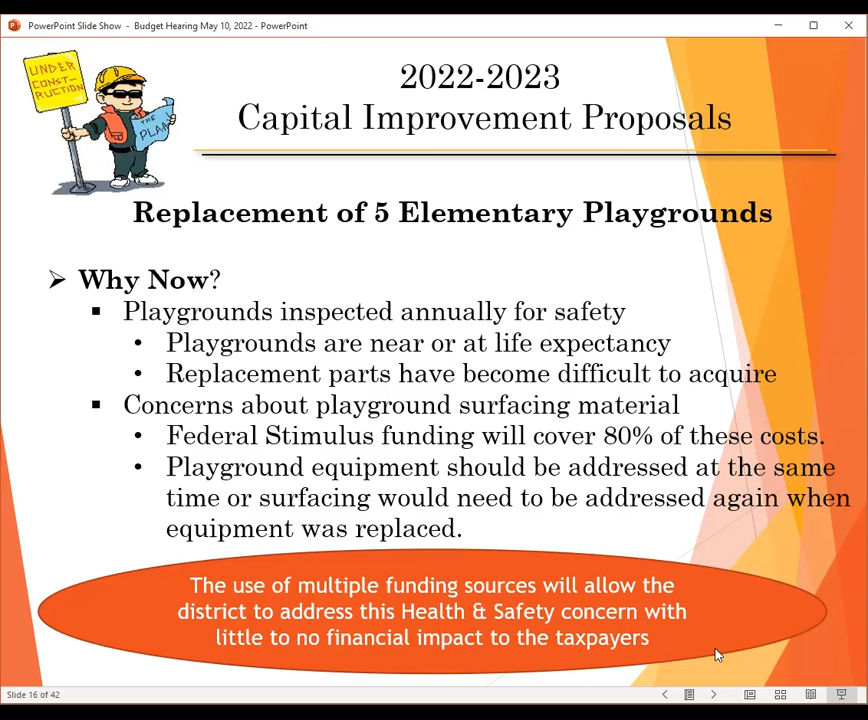 PowerPoint Slide Show - Budget Hearing May 10, 2022 - PowerPoint
UNDER
CONST-
RUCTION
THE
PLAN
2022-2023
Capital Improvement Proposals
Replacement of 5 Elementary Playgrounds
➢ Why Now?
▪ Playgrounds inspected annually for safety
• Playgrounds are near or at life expectancy
• Replacement parts have become difficult to acquire
▪ Concerns about playground surfacing material
• Federal Stimulus funding will cover 80% of these costs.
• Playground equipment should be addressed at the same
time or surfacing would need to be addressed again when
equipment was replaced.
The use of multiple funding sources will allow the
district to address this Health & Safety concern with
little to no financial impact to the taxpayers
Slide 16 of 42